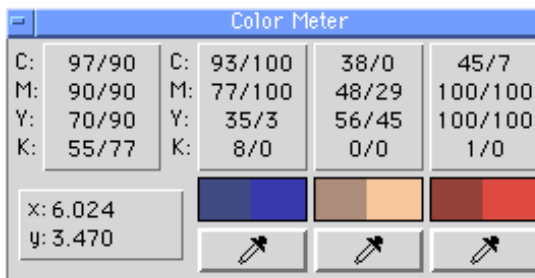 Color Meter
C: 97/90 C: 93/100 38/0 45/7
M: 90/90 M: 77/100 48/29 100/100
Y: 70/90 Y: 35/3 56/45 100/100
K: 55/77 K: 8/0 0/0 1/0
x: 6.024
y: 3.470